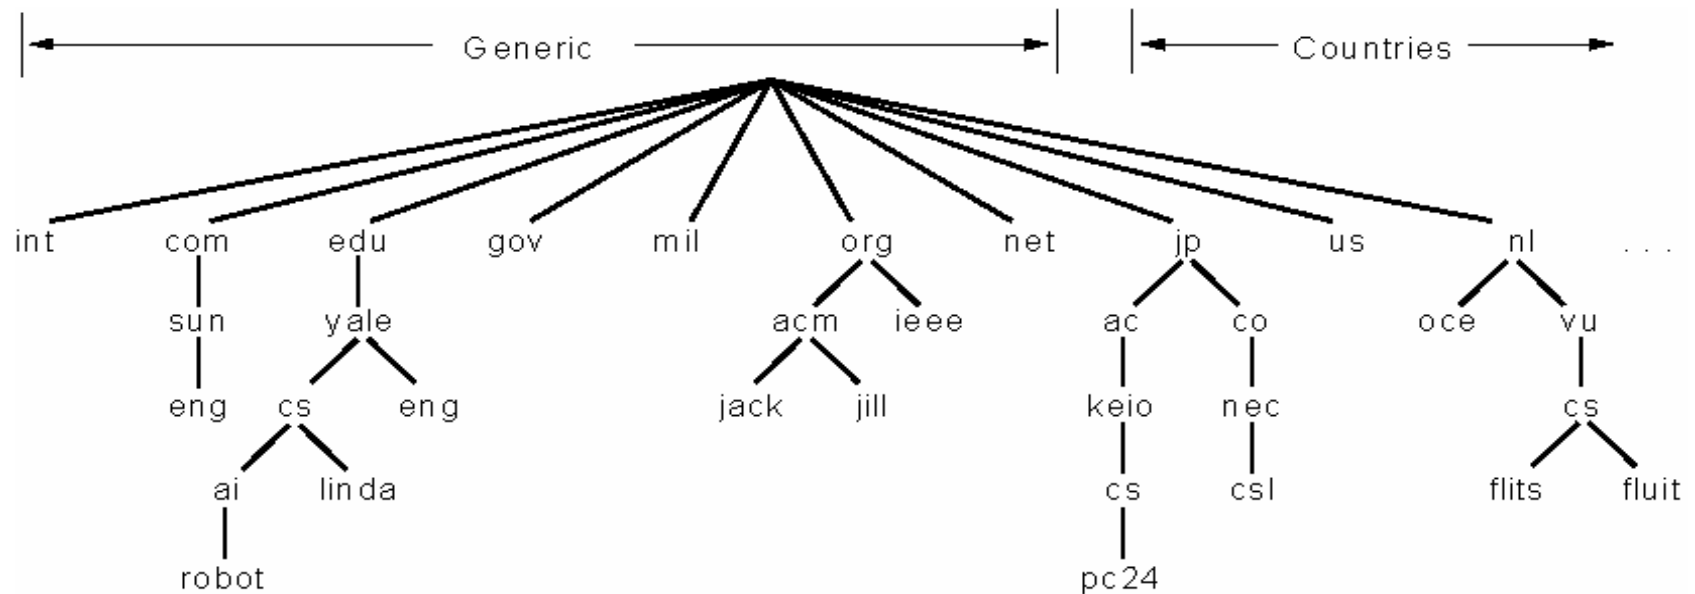 Generic Countries
int com edu gov mil org net jp us nl . . .
sun yale acm ieee ac co oce vu
eng cs eng jack jill keio nec cs
ai linda cs csl flits fluit
robot pc24